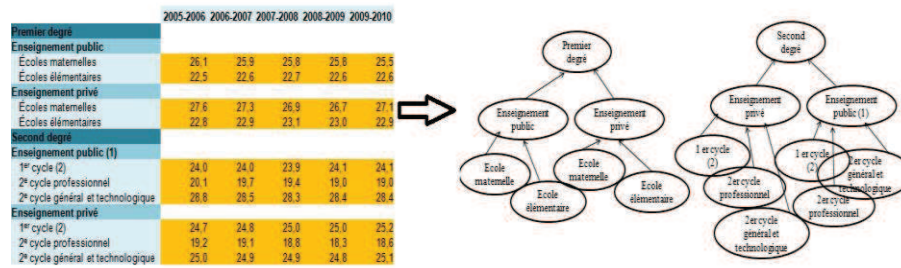 2005-2006 2006-2007 2007-2008 2008-2009 2009-2010
Premier degré
Enseignement public
Écoles maternelles 26,1 25,9 25,8 25,8 25,5
Écoles élémentaires 22,5 22,6 22,7 22,6 22,6
Enseignement privé
Écoles maternelles 27,6 27,3 26,9 26,7 27,1
Écoles élémentaires 22,8 22,9 23,1 23,0 22,9
Second degré
Enseignement public (1)
1er cycle (2) 24,0 24,0 23,9 24,1 24,1
2e cycle professionnel 20,1 19,7 19,4 19,0 19,0
2e cycle général et technologique 28,8 28,5 28,3 28,4 28,4
Enseignement privé
1er cycle (2) 24,7 24,8 25,0 25,0 25,2
2e cycle professionnel 19,2 19,1 18,8 18,3 18,6
2e cycle général et technologique 25,0 24,9 24,9 24,8 25,1
Premier
degré
Enseignement
public
Enseignement
privé
Ecole
maternelle
Ecole
élémentaire
Ecole
maternelle
Ecole
élémentaire
Second
degré
Enseignement
privé
Enseignement
public (1)
1 er cycle
(2)
2er cycle
professionnel
2er cycle
général et
technologique
1 er cycle
(2)
2er cycle
professionnel
2er cycle
général et
technologique